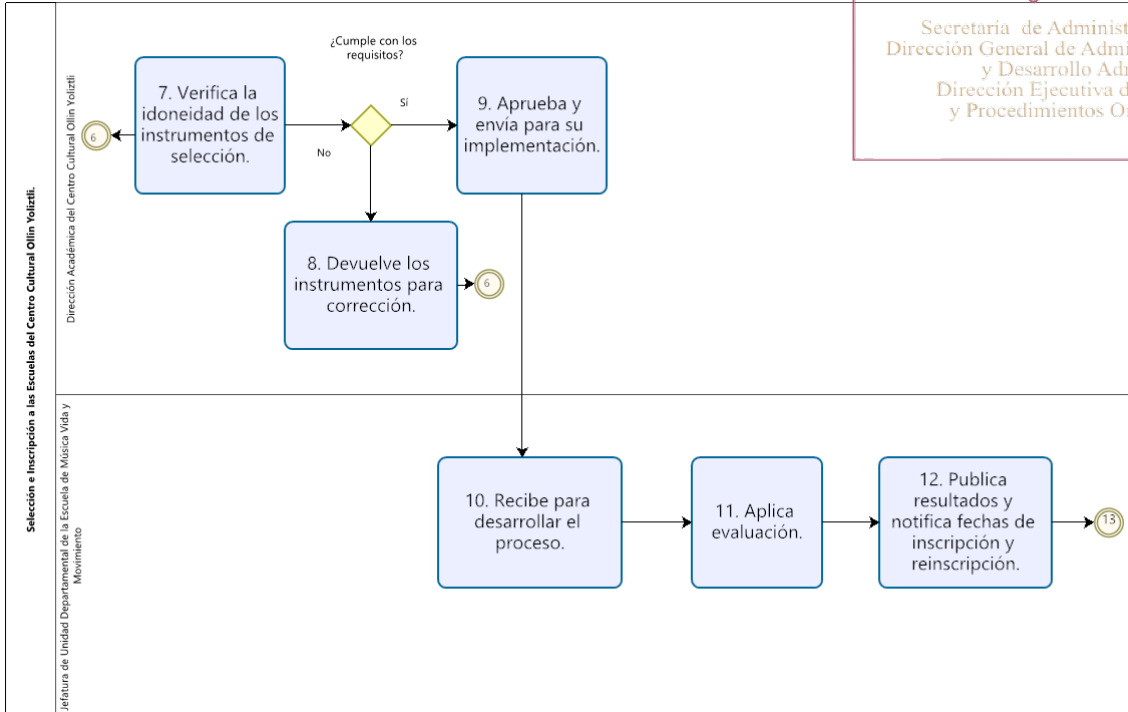 Secretaría de Administ
Dirección General de Admi
y Desarrollo Adm
Dirección Ejecutiva d
y Procedimientos O
Selección e Inscripción a las Escuelas del Centro Cultural Ollin Yoliztli.
Dirección Académica del Centro Cultural Ollin Yoliztli
6
7. Verifica la
idoneidad de los
instrumentos de
selección.
¿Cumple con los
requisitos?
Sí
No
9. Aprueba y
envía para su
implementación.
8. Devuelve los
instrumentos para
corrección.
6
Jefatura de Unidad Departamental de la Escuela de Música Vida y
Movimiento
10. Recibe para
desarrollar el
proceso.
11. Aplica
evaluación.
12. Publica
resultados y
notifica fechas de
inscripción y
reinscripción.
13